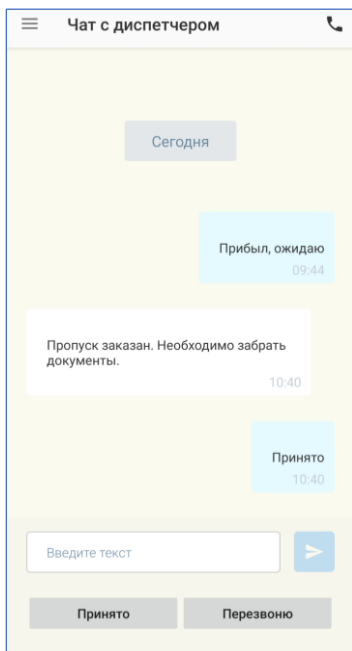 Чат с диспетчером
Сегодня
Прибыл, ожидаю
09:44
Пропуск заказан. Необходимо забрать
документы.
10:40
Принято
10:40
Введите текст
Принято
Перезвоню